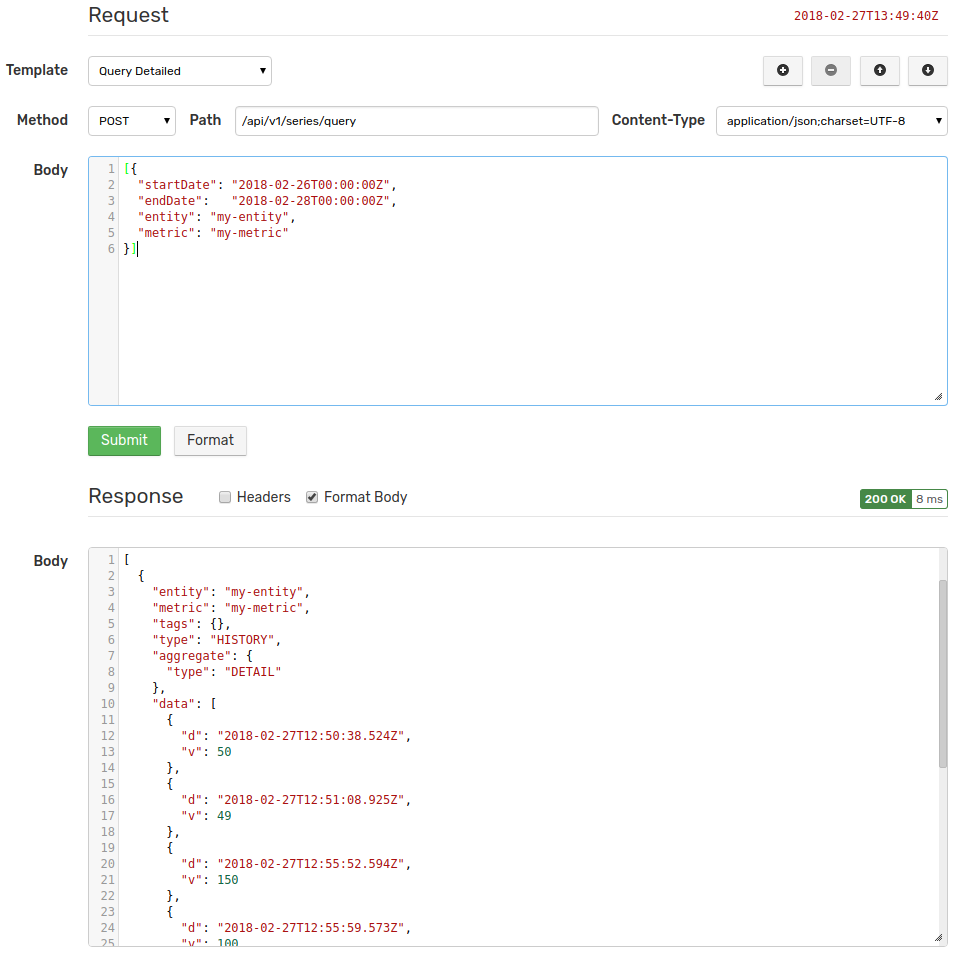 Request 2018-02-27T13:49:40Z
Template Query Detailed
Method POST Path /api/v1/series/query Content-Type application/json;charset=UTF-8
Body
1 [{
2   "startDate": "2018-02-26T00:00:00Z",
3   "endDate":   "2018-02-28T00:00:00Z",
4   "entity": "my-entity",
5   "metric": "my-metric"
6 }]
Submit Format
Response Headers Format Body 200 OK 8 ms
Body
1 [
2   {
3     "entity": "my-entity",
4     "metric": "my-metric",
5     "tags": {},
6     "type": "HISTORY",
7     "aggregate": {
8       "type": "DETAIL"
9     },
10     "data": [
11       {
12         "d": "2018-02-27T12:50:38.524Z",
13         "v": 50
14       },
15       {
16         "d": "2018-02-27T12:51:08.925Z",
17         "v": 49
18       },
19       {
20         "d": "2018-02-27T12:55:52.594Z",
21         "v": 150
22       },
23       {
24         "d": "2018-02-27T12:55:59.573Z",
25         "v": 100